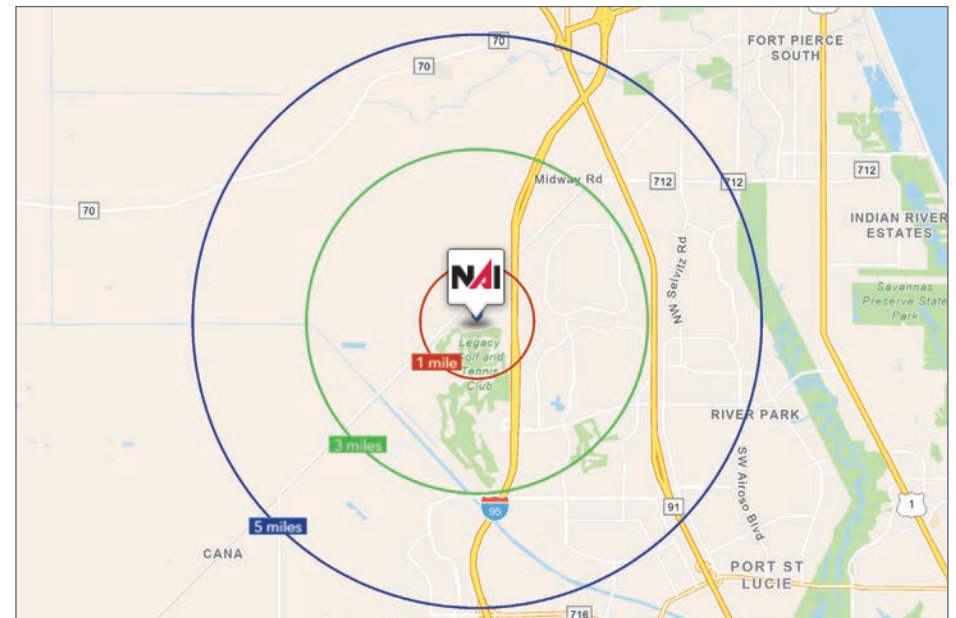 70
FORT PIERCE
SOUTH
70
Midway Rd
712
712
712
70
INDIAN RIVER
ESTATES
NW Selvitz Rd
NAI
Savannas
Preserve State
Park
Legacy
Golf and
Tennis
Club
1 mile
RIVER PARK
3 miles
SW Airoso Blvd
95
91
1
5 miles
CANA
PORT ST
LUCIE
716